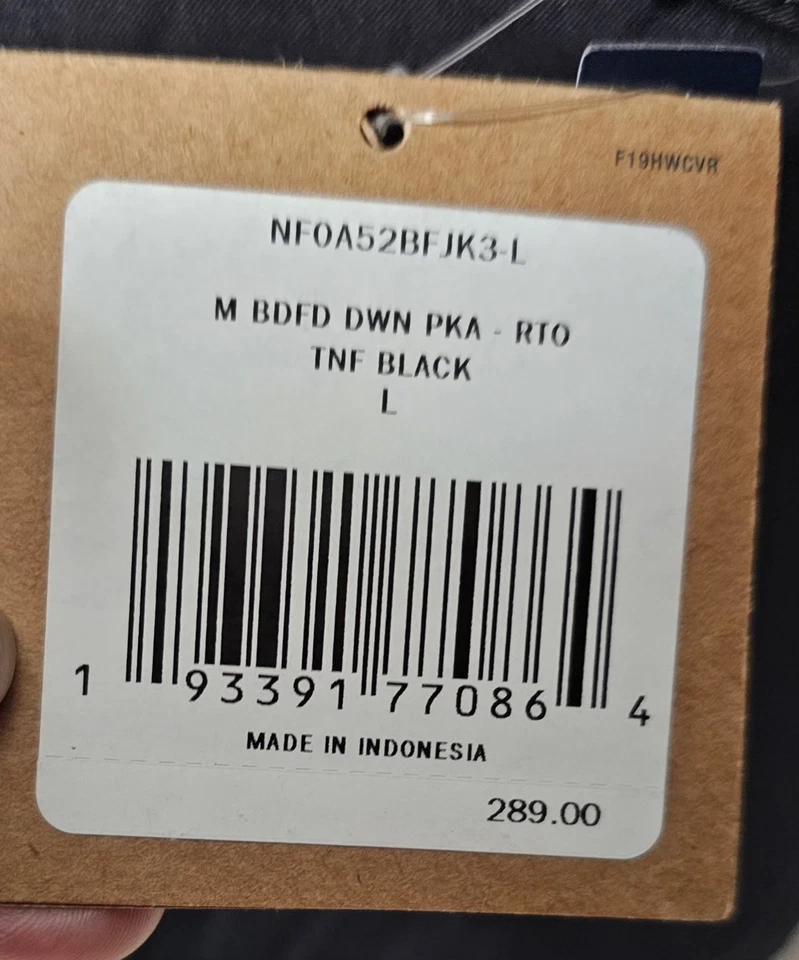 F19HWCVR
NF0A52BFJK3-L
M BDFD DWN PKA - RTO
TNF BLACK
L
1 93391 77086 4
MADE IN INDONESIA
289.00